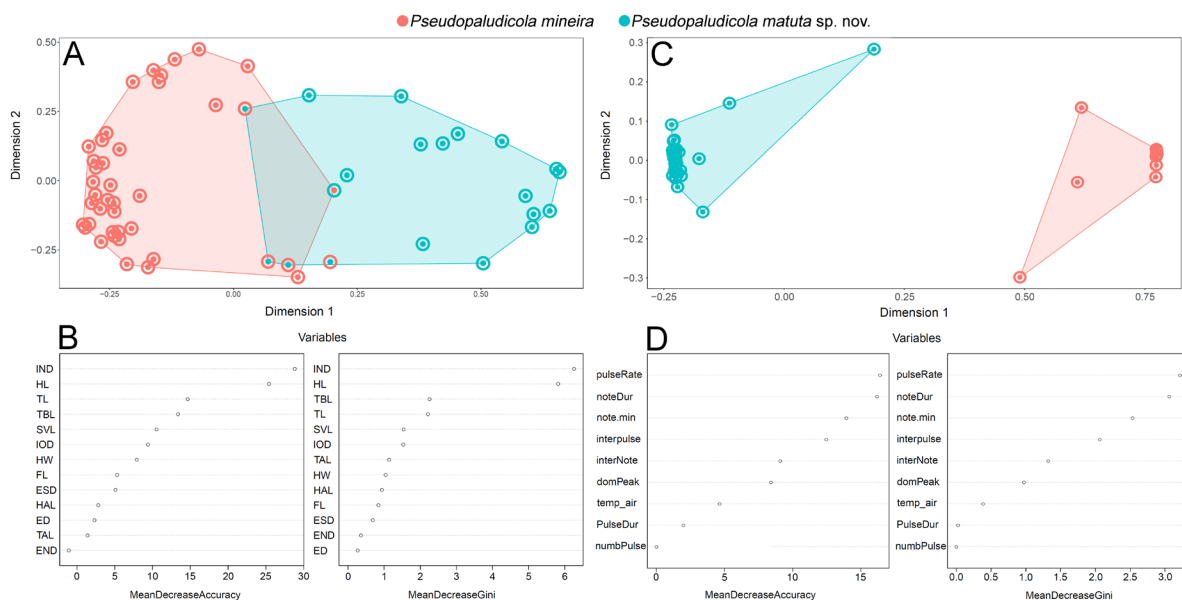 Pseudopaludicola mineira Pseudopaludicola matuta sp. nov.
A
0.50
0.25
0.00
-0.25
Dimension 2
-0.25 0.00 0.25 0.50
Dimension 1
C
0.3
0.2
0.1
0.0
-0.1
-0.2
-0.3
Dimension 2
-0.25 0.00 0.25 0.50 0.75
Dimension 1
B
Variables
IND
HL
TL
TBL
SVL
IOD
HW
FL
ESD
HAL
ED
TAL
END
0 5 10 15 20 25 30
MeanDecreaseAccuracy
IND
HL
TBL
TL
SVL
IOD
TAL
HW
HAL
FL
ESD
END
ED
0 1 2 3 4 5 6
MeanDecreaseGini
D
Variables
pulseRate
noteDur
note.min
interpulse
interNote
domPeak
temp_air
PulseDur
numbPulse
0 5 10 15
MeanDecreaseAccuracy
pulseRate
noteDur
note.min
interpulse
interNote
domPeak
temp_air
PulseDur
numbPulse
0.0 0.5 1.0 1.5 2.0 2.5 3.0
MeanDecreaseGini